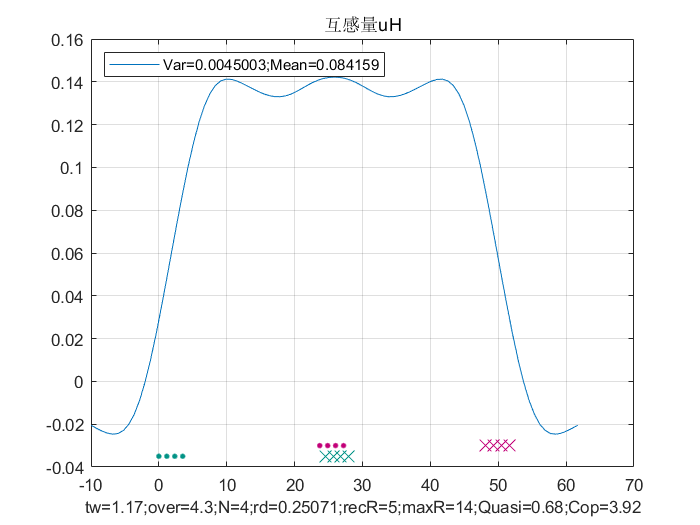 互感量uH
0.16
Var=0.0045003;Mean=0.084159
0.14
0.12
0.1
0.08
0.06
0.04
0.02
0
-0.02
-0.04
-10 0 10 20 30 40 50 60 70
tw=1.17;over=4.3;N=4;rd=0.25071;recR=5;maxR=14;Quasi=0.68;Cop=3.92